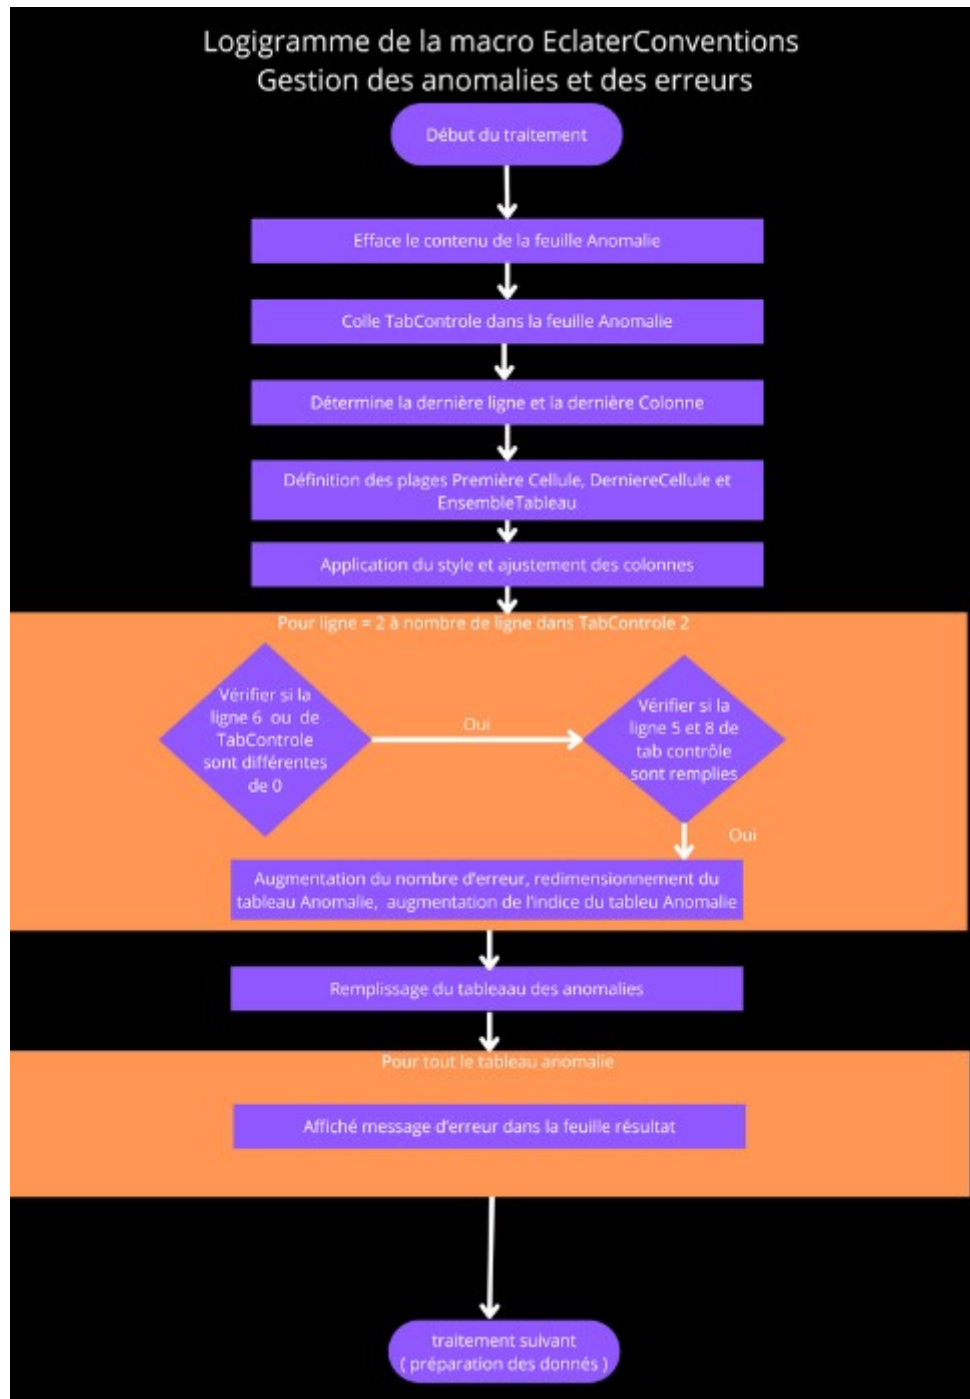 Logigramme de la macro EclaterConventions
Gestion des anomalies et des erreurs
Début du traitement
Efface le contenu de la feuille Anomalie
Colle TabControle dans la feuille Anomalie
Détermine la dernière ligne et la dernière Colonne
Définition des plages Première Cellule, DerniereCellule et
EnsembleTableau
Application du style et ajustement des colonnes
Pour ligne = 2 à nombre de ligne dans TabControle 2
Vérifier si la
ligne 6 ou de
TabControle
sont différentes
de 0
Oui
Vérifier si la
ligne 5 et 8 de
tab contrôle
sont remplies
Oui
Augmentation du nombre d'erreur, redimensionnement du
tableau Anomalie, augmentation de l'indice du tableu Anomalie
Remplissage du tableaau des anomalies
Pour tout le tableau anomalie
Affiché message d'erreur dans la feuille résultat
traitement suivant
( préparation des donnés )